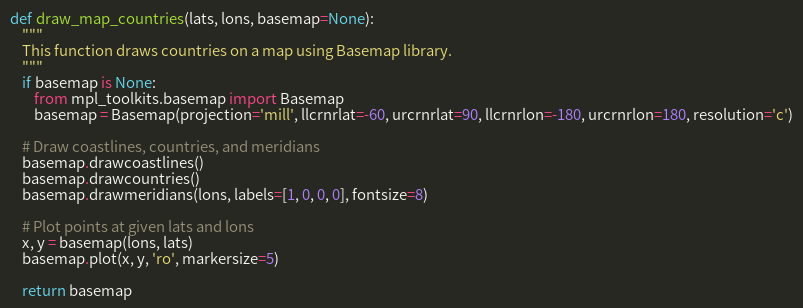 def draw_map_countries(lats, lons, basemap=None):
    """
    This function draws countries on a map using Basemap library.
    """
    if basemap is None:
        from mpl_toolkits.basemap import Basemap
        basemap = Basemap(projection='mill', llcrnrlat=-60, urcrnrlat=90, llcrnrlon=-180, urcrnrlon=180, resolution='c')

    # Draw coastlines, countries, and meridians
    basemap.drawcoastlines()
    basemap.drawcountries()
    basemap.drawmeridians(lons, labels=[1, 0, 0, 0], fontsize=8)

    # Plot points at given lats and lons
    x, y = basemap(lons, lats)
    basemap.plot(x, y, 'ro', markersize=5)

    return basemap